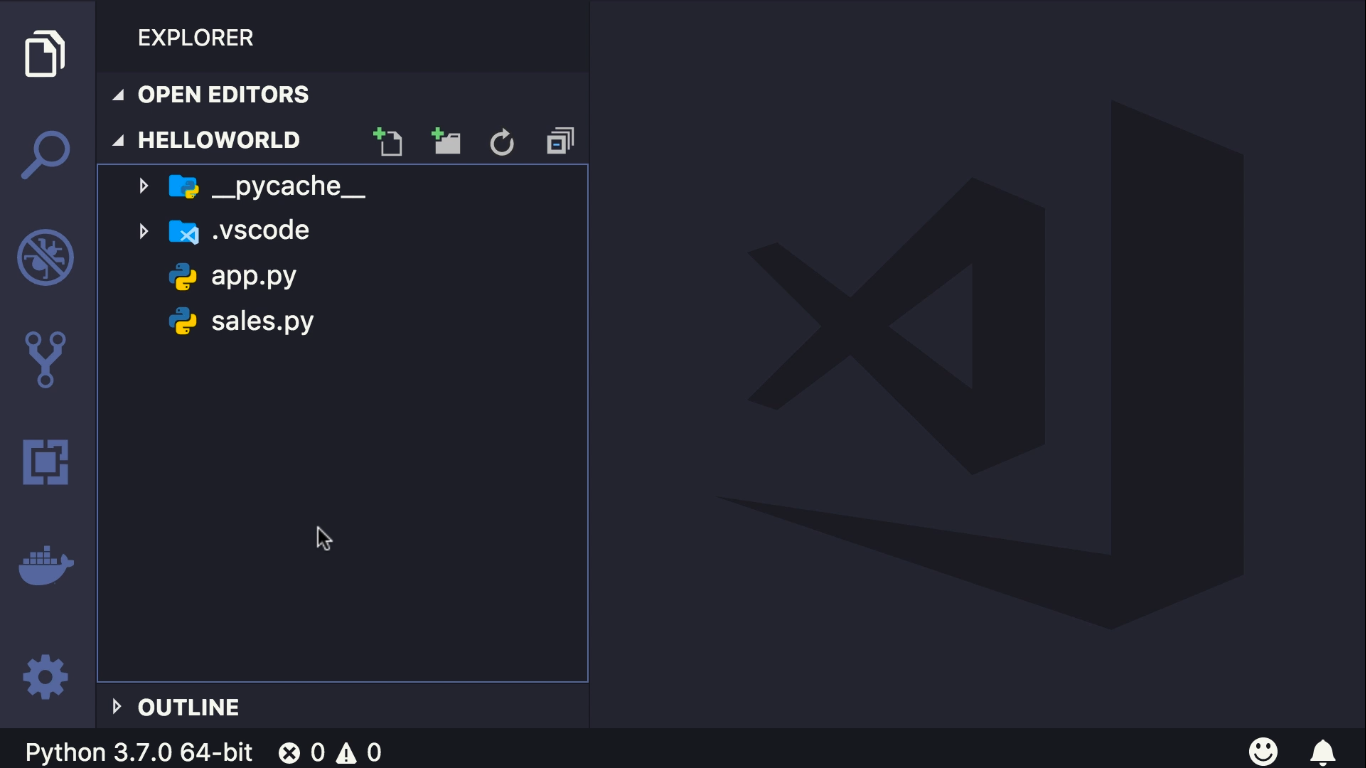 EXPLORER
OPEN EDITORS
HELLOWORLD
__pycache__
.vscode
app.py
sales.py
OUTLINE
Python 3.7.0 64-bit 0 0